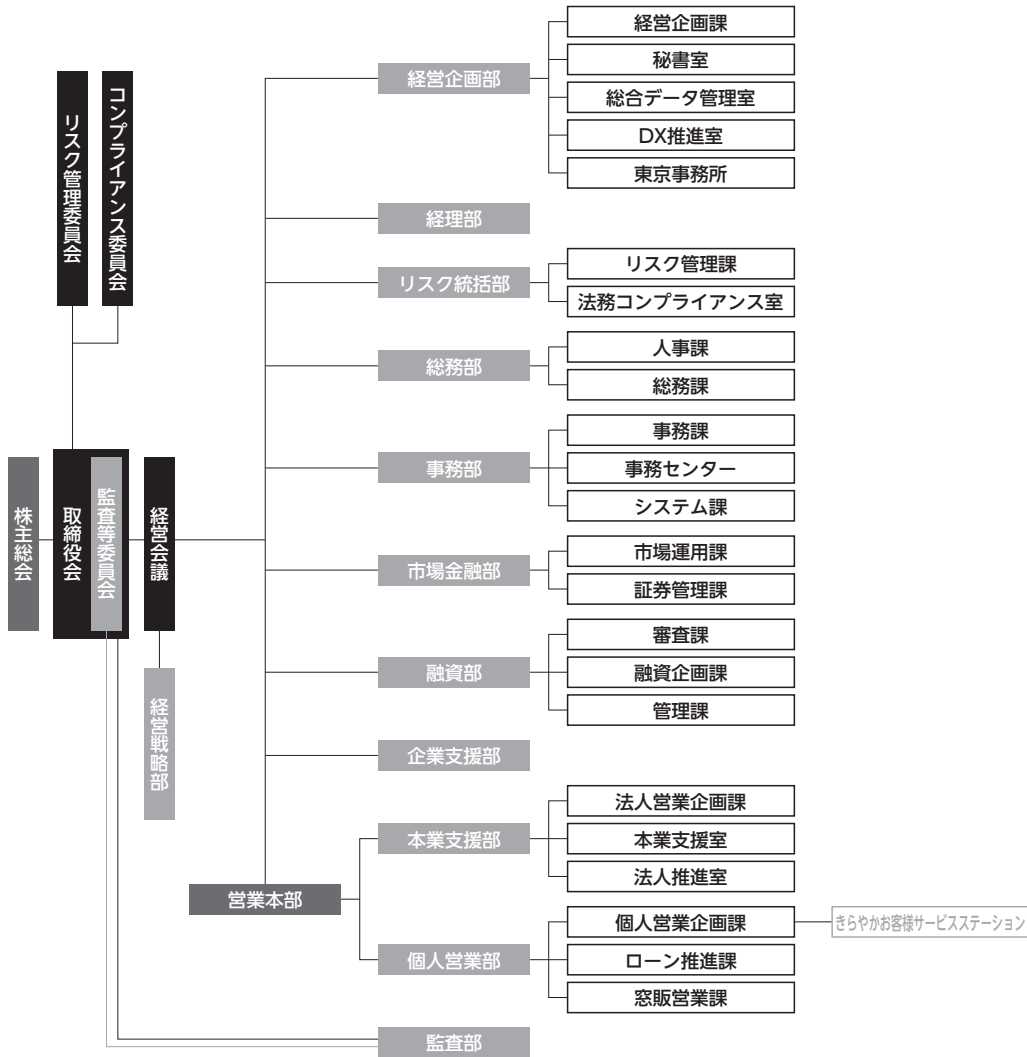 株主総会
取締役会
監査等委員会
リスク管理委員会
コンプライアンス委員会
経営会議
経営戦略部
経営企画部
経営企画課
秘書室
総合データ管理室
DX推進室
東京事務所
経理部
リスク統括部
リスク管理課
法務コンプライアンス室
総務部
人事課
総務課
事務部
事務課
事務センター
システム課
市場金融部
市場運用課
証券管理課
融資部
審査課
融資企画課
管理課
企業支援部
営業本部
本業支援部
法人営業企画課
本業支援室
法人推進室
個人営業部
個人営業企画課
きらやかお客様サービスステーション
ローン推進課
窓販営業課
監査部